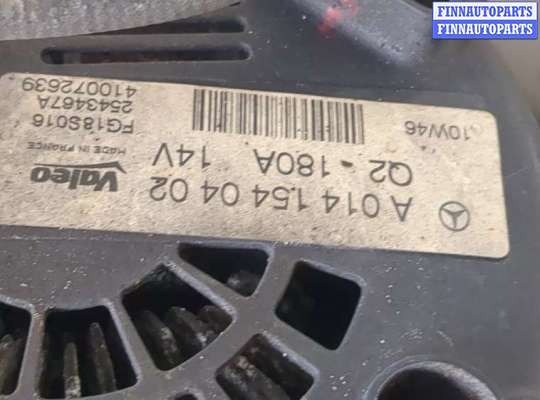 FINNAUTOPARTS
FINNAUTOPARTS
A 014 154 04 02
Valeo
MADE IN FRANCE
Q2 - 180A 14V
FG18S016
2543467A
410072639
10W46